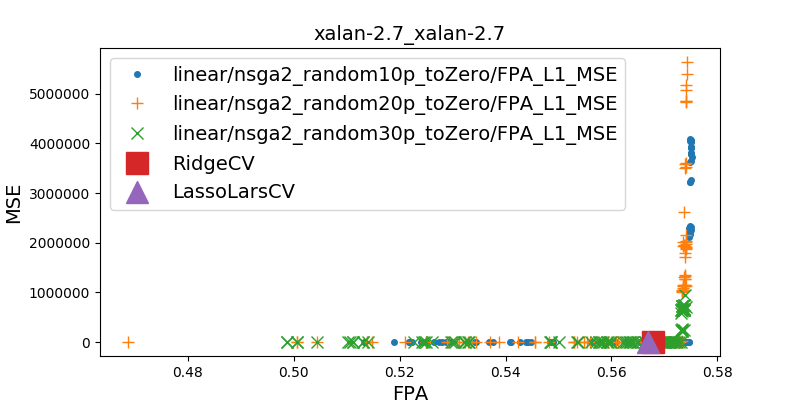 xalan-2.7_xalan-2.7
linear/nsga2_random10p_toZero/FPA_L1_MSE
linear/nsga2_random20p_toZero/FPA_L1_MSE
linear/nsga2_random30p_toZero/FPA_L1_MSE
RidgeCV
LassoLarsCV
MSE
5000000
4000000
3000000
2000000
1000000
0
0.48
0.50
0.52
0.54
0.56
0.58
FPA